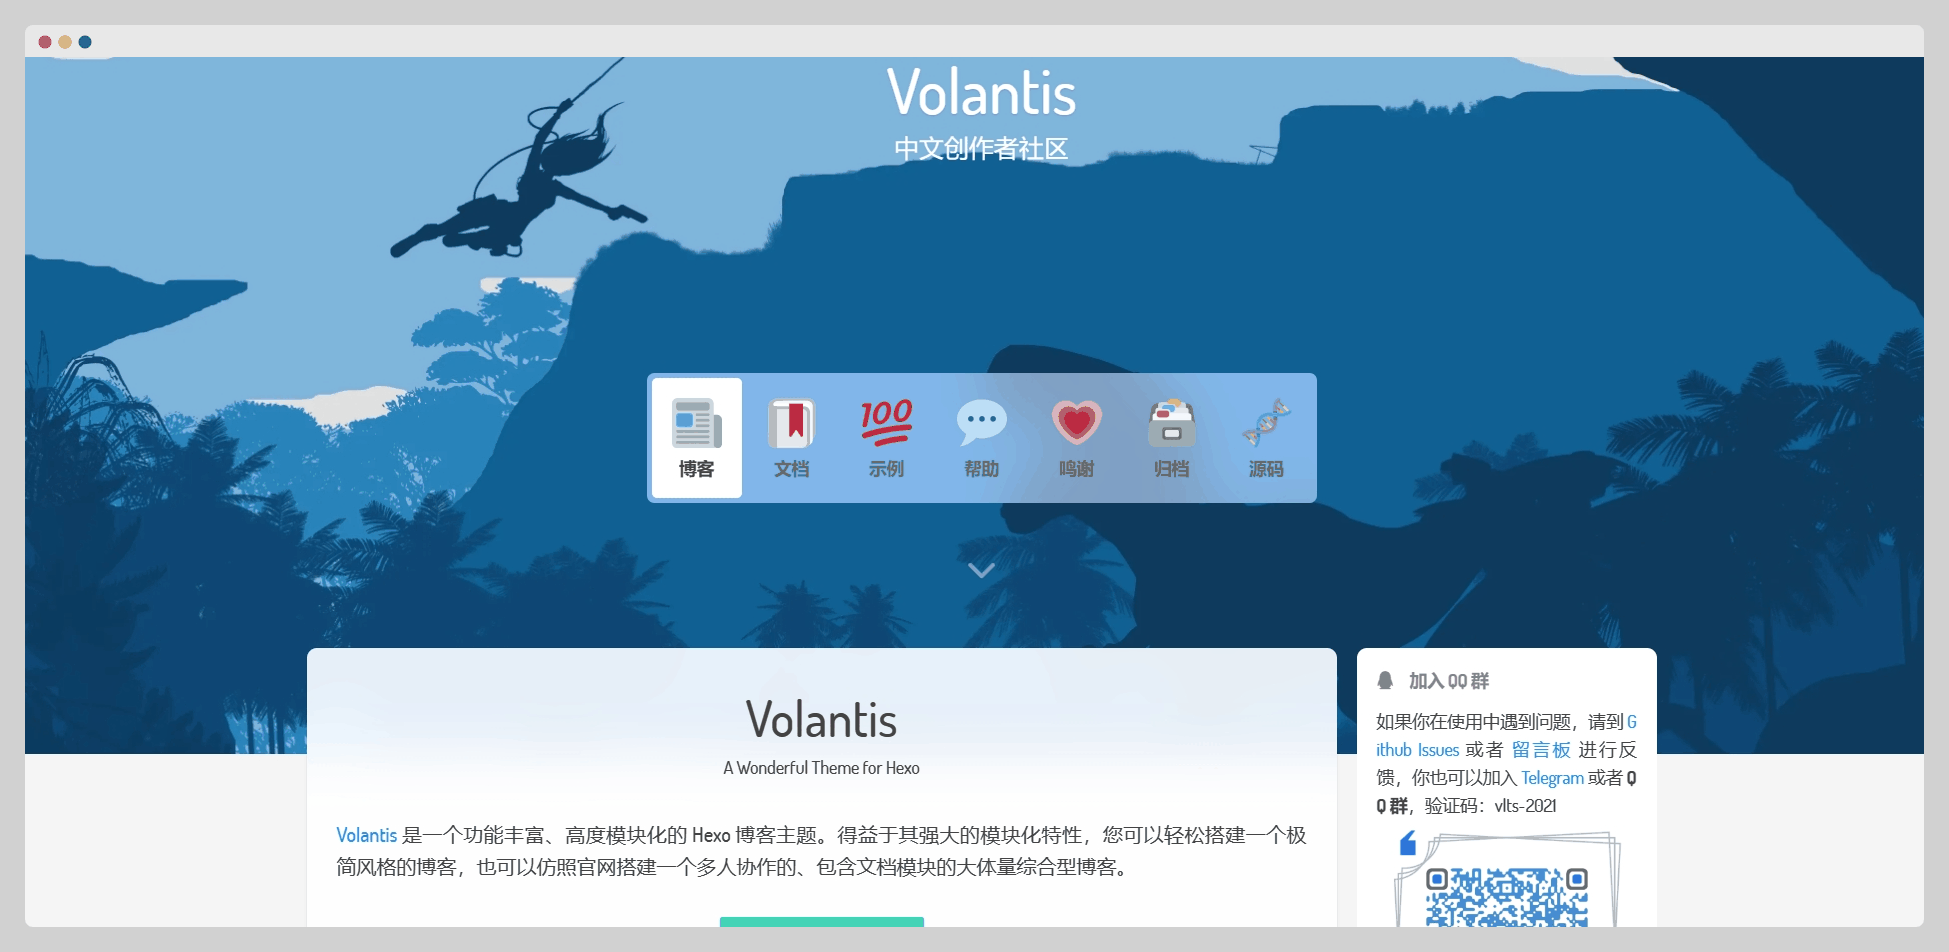 Volantis
中文创作者社区
博客
文档
示例
帮助
鸣谢
归档
源码
Volantis
A Wonderful Theme for Hexo
Volantis 是一个功能丰富、高度模块化的 Hexo 博客主题。得益于其强大的模块化特性，您可以轻松搭建一个极
简风格的博客，也可以仿照官网搭建一个多人协作的、包含文档模块的大体量综合型博客。
加入 QQ 群
如果你在使用中遇到问题，请到 G
ithub Issues 或者 留言板 进行反
馈，你也可以加入 Telegram 或者 Q
Q 群，验证码：vlts-2021